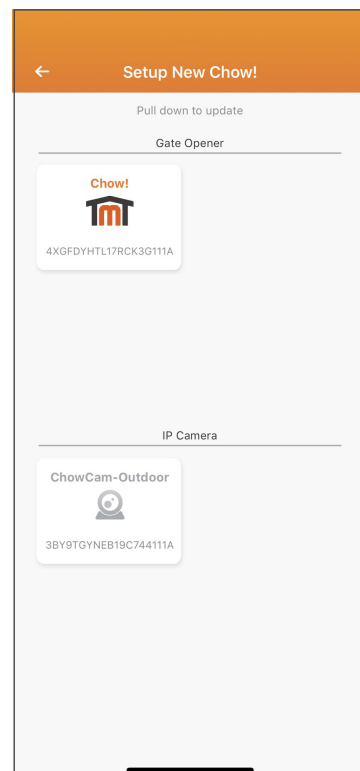 Setup New Chow!
Pull down to update
Gate Opener
Chow!
4XGFDYHTL17RCK3G111A
IP Camera
ChowCam-Outdoor
3BY9TGYNEB19C744111A